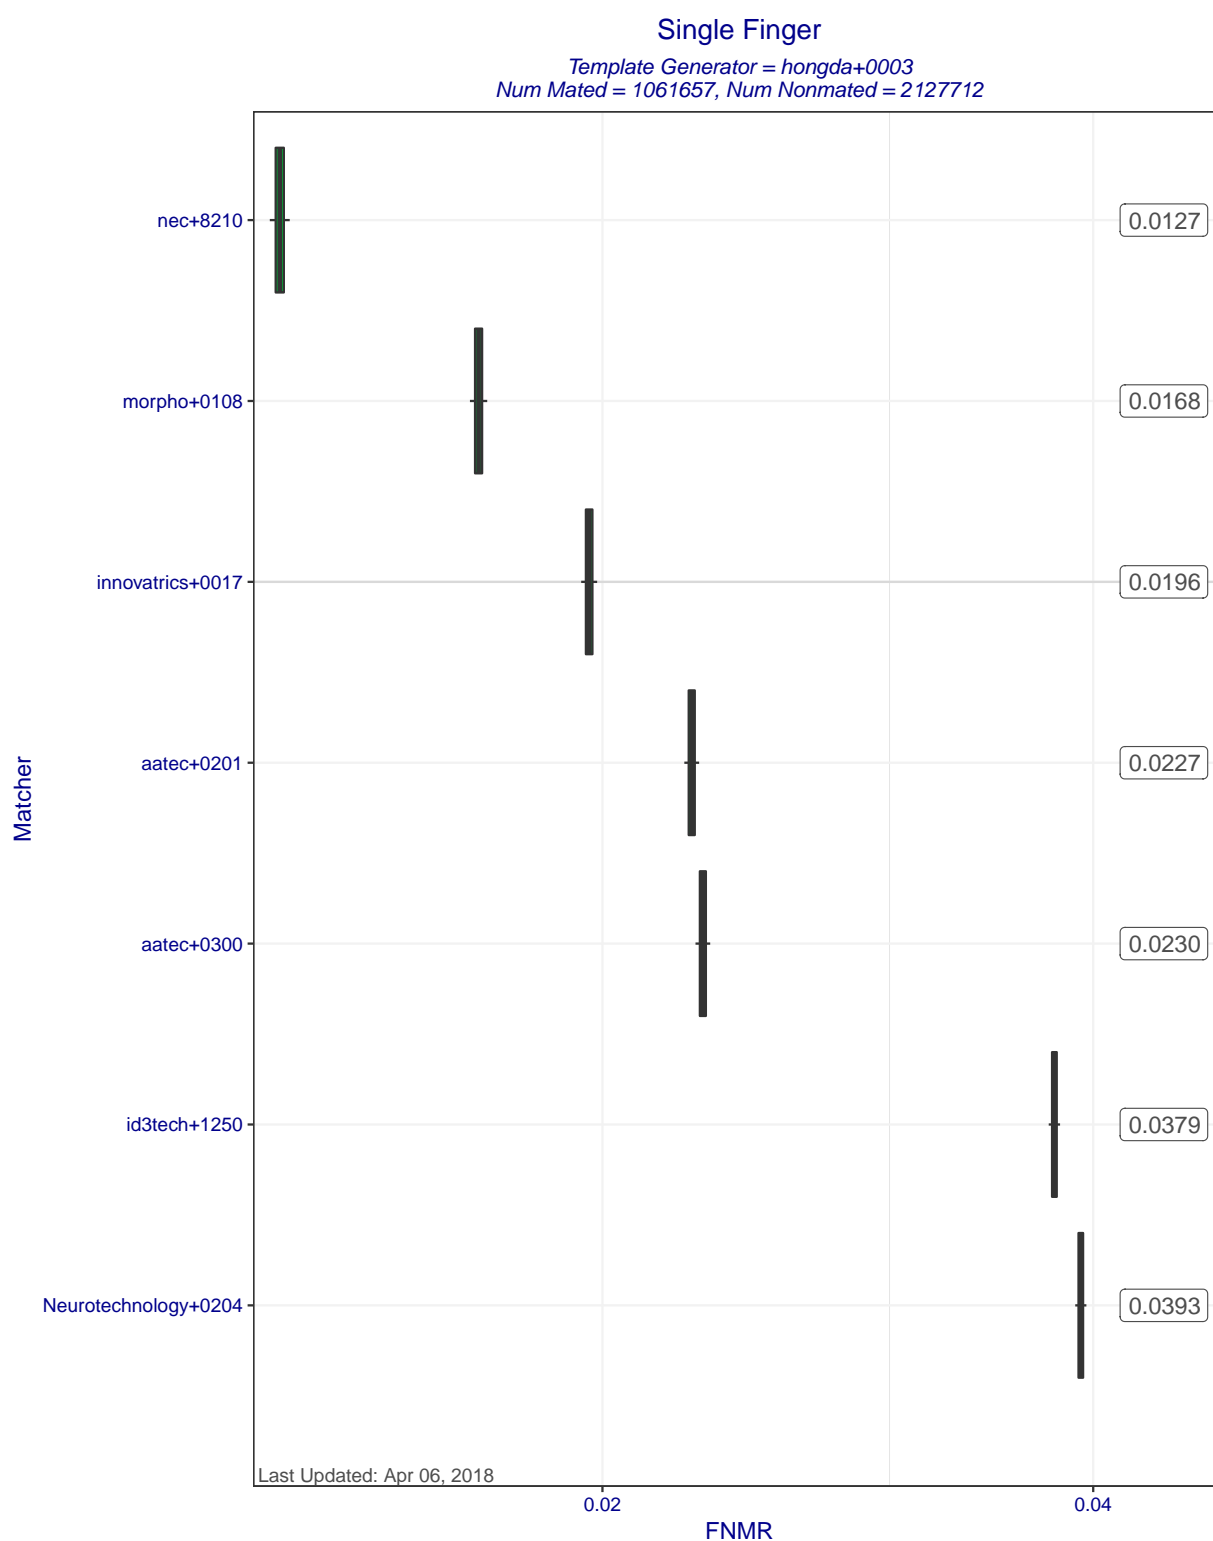 Single Finger
Template Generator = hongda+0003
Num Mated = 1061657, Num Nonmated = 2127712
nec+8210
0.0127
morpho+0108
0.0168
innovatrics+0017
0.0196
aatec+0201
0.0227
Matcher
aatec+0300
0.0230
id3tech+1250
0.0379
Neurotechnology+0204
0.0393
Last Updated: Apr 06, 2018
0.02
0.04
FNMR